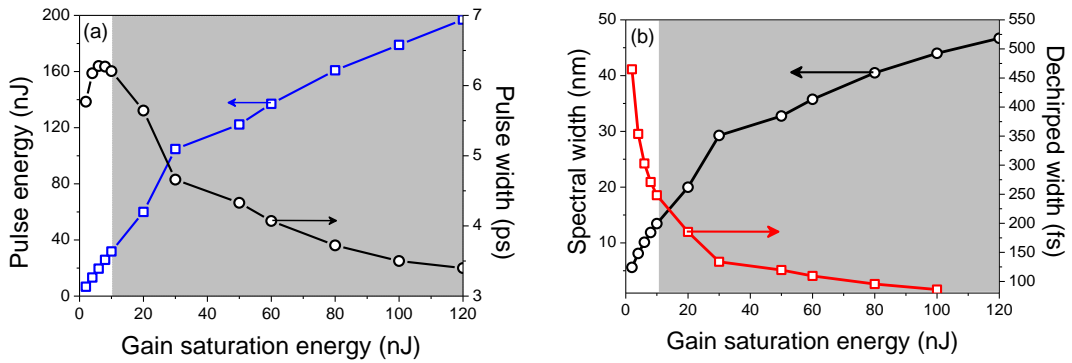 (a)
Pulse energy (nJ)
200
160
120
80
40
0
7
6
5
4
3
Pulse width (ps)
0 20 40 60 80 100 120
Gain saturation energy (nJ)
(b)
Spectral width (nm)
50
40
30
20
10
550
500
450
400
350
300
250
200
150
100
Dechirped width (fs)
0 20 40 60 80 100 120
Gain saturation energy (nJ)